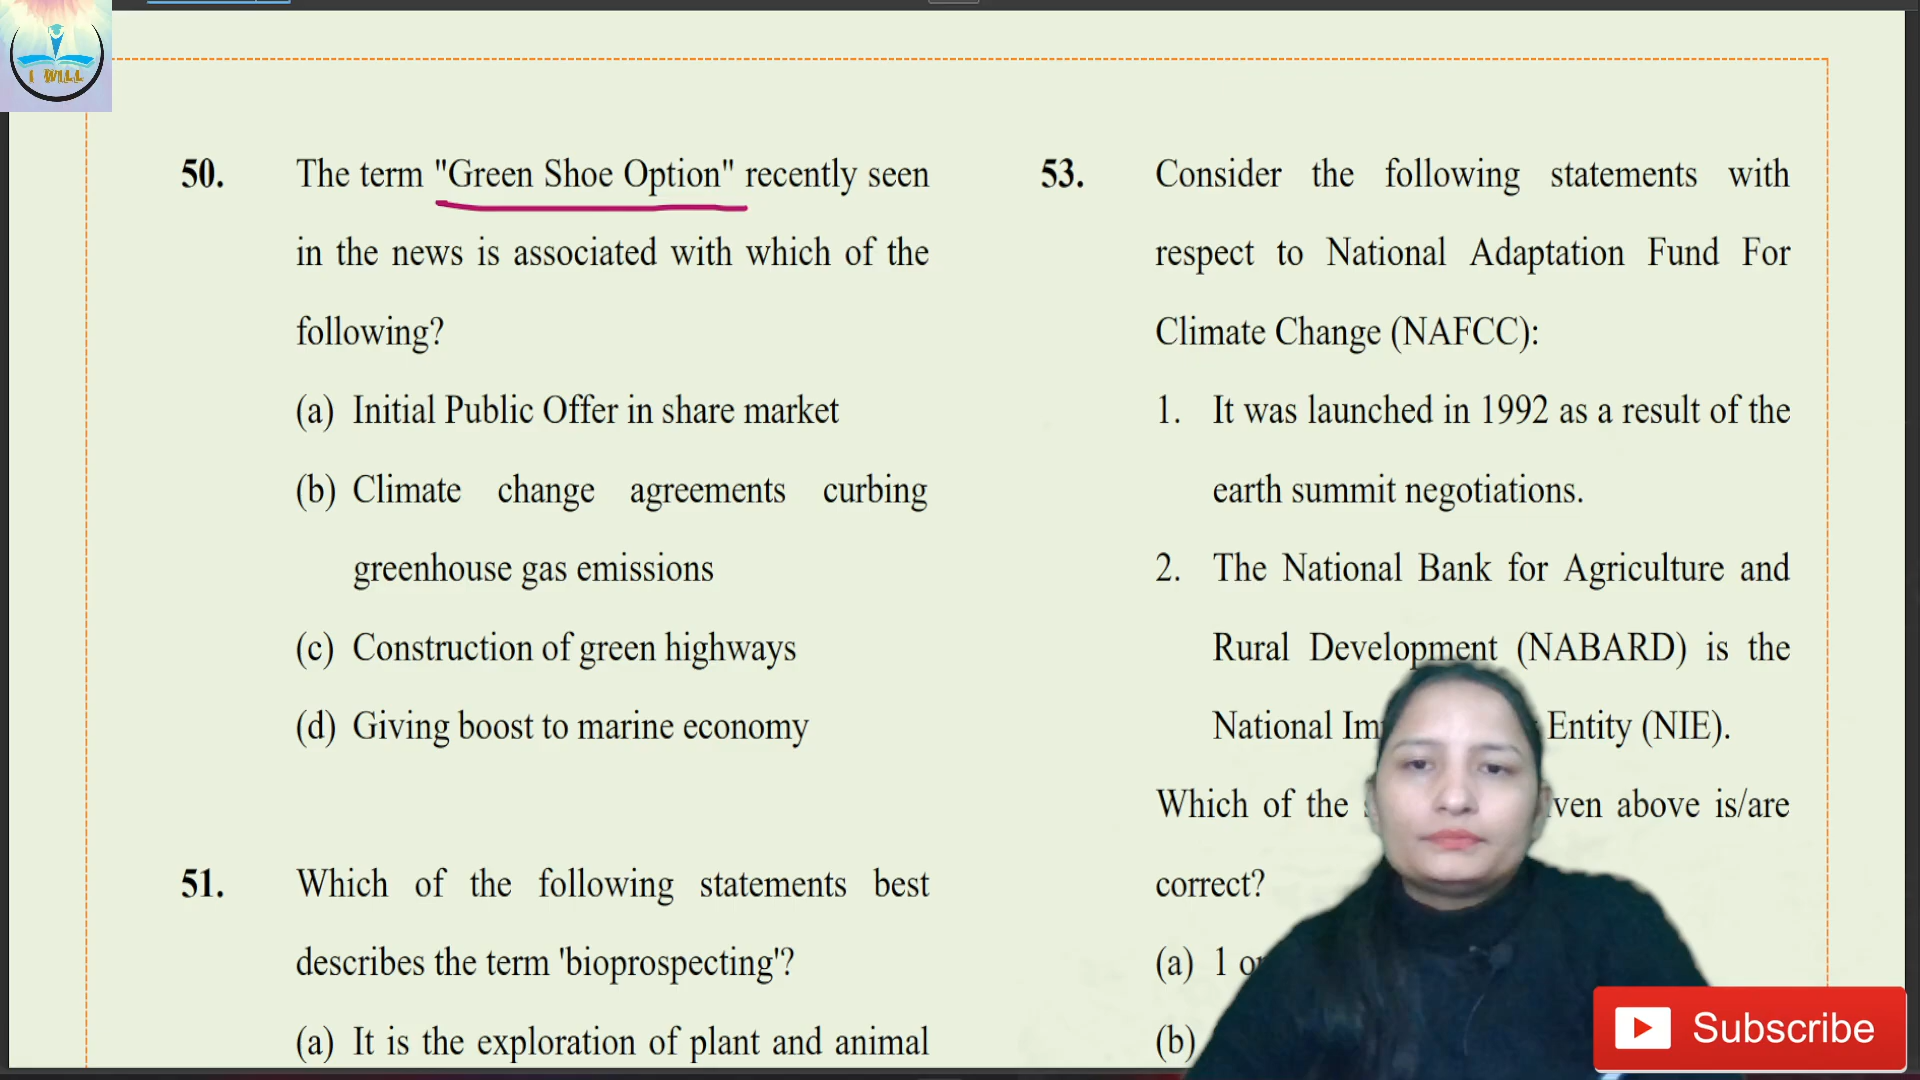 I WILL
50. The term "Green Shoe Option" recently seen
in the news is associated with which of the
following?
(a) Initial Public Offer in share market
(b) Climate change agreements curbing
greenhouse gas emissions
(c) Construction of green highways
(d) Giving boost to marine economy
51. Which of the following statements best
describes the term 'bioprospecting'?
(a) It is the exploration of plant and animal
53. Consider the following statements with
respect to National Adaptation Fund For
Climate Change (NAFCC):
1. It was launched in 1992 as a result of the
earth summit negotiations.
2. The National Bank for Agriculture and
Rural Development (NABARD) is the
National Entity (NIE).
Which of the above is/are
correct?
(a) 1
(b)
Subscribe